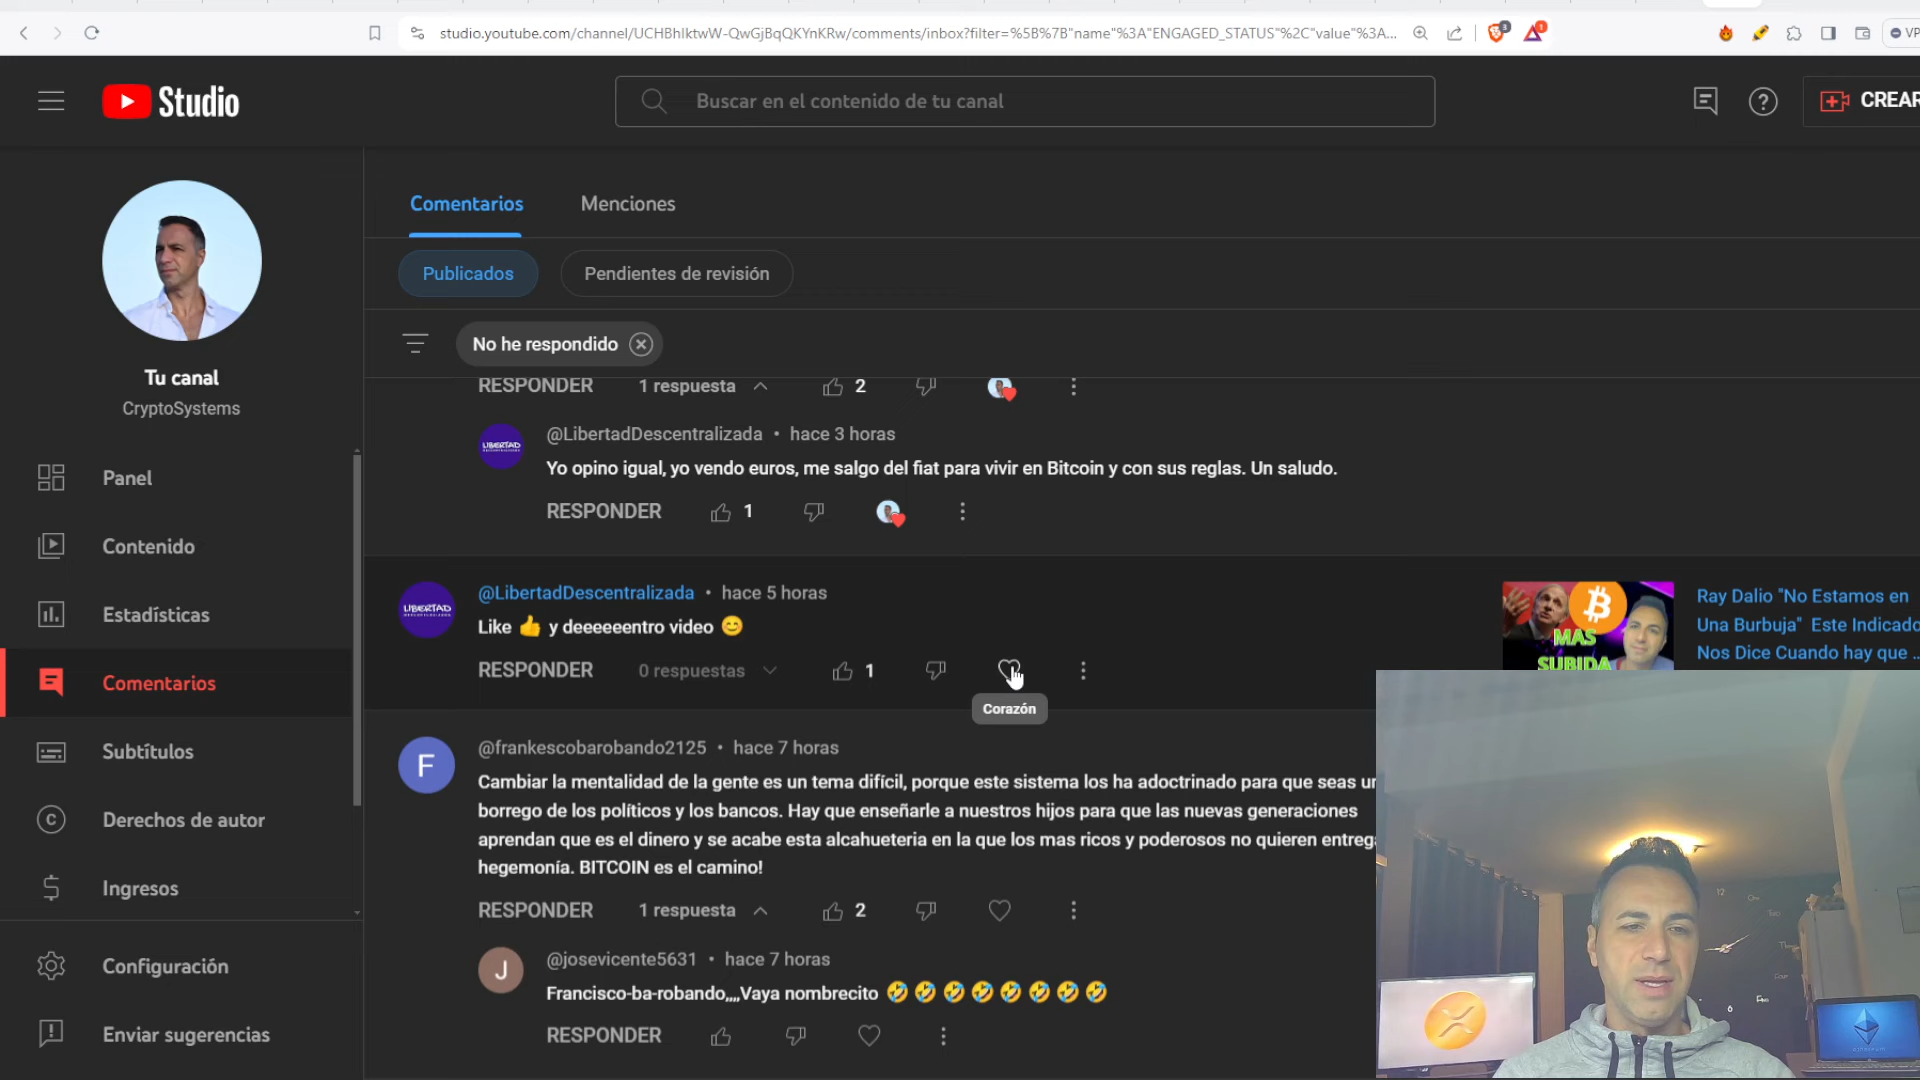 studio.youtube.com/channel/UCHBhIktwW-QwGjBqQKYnKRw/comments/inbox?filter=%5B%7B"name"%3A"ENGAGED_STATUS"%2C"value"%3A...
3
1
VP
Studio
Buscar en el contenido de tu canal
CREAR
Tu canal
CryptoSystems
Panel
Contenido
Estadísticas
Comentarios
Subtítulos
Derechos de autor
Ingresos
Configuración
Enviar sugerencias
Comentarios
Menciones
Publicados
Pendientes de revisión
No he respondido
RESPONDER 1 respuesta 2
LIBERTAD
@LibertadDescentralizada • hace 3 horas
Yo opino igual, yo vendo euros, me salgo del fiat para vivir en Bitcoin y con sus reglas. Un saludo.
RESPONDER 1
LIBERTAD
@LibertadDescentralizada • hace 5 horas
Like 👍 y deeeeeentro video 😊
RESPONDER 0 respuestas 1
Corazón
MAS
SUBIDA
Ray Dalio "No Estamos en
Una Burbuja" Este Indicado
Nos Dice Cuando hay que ...
F
@frankescobarobando2125 • hace 7 horas
Cambiar la mentalidad de la gente es un tema difícil, porque este sistema los ha adoctrinado para que seas un
borrego de los políticos y los bancos. Hay que enseñarle a nuestros hijos para que las nuevas generaciones
aprendan que es el dinero y se acabe esta alcahueteria en la que los mas ricos y poderosos no quieren entrega
hegemonía. BITCOIN es el camino!
RESPONDER 1 respuesta 2
J
@josevicente5631 • hace 7 horas
Francisco-ba-robando,,,,Vaya nombrecito 🤣🤣🤣🤣🤣🤣🤣🤣
RESPONDER
12